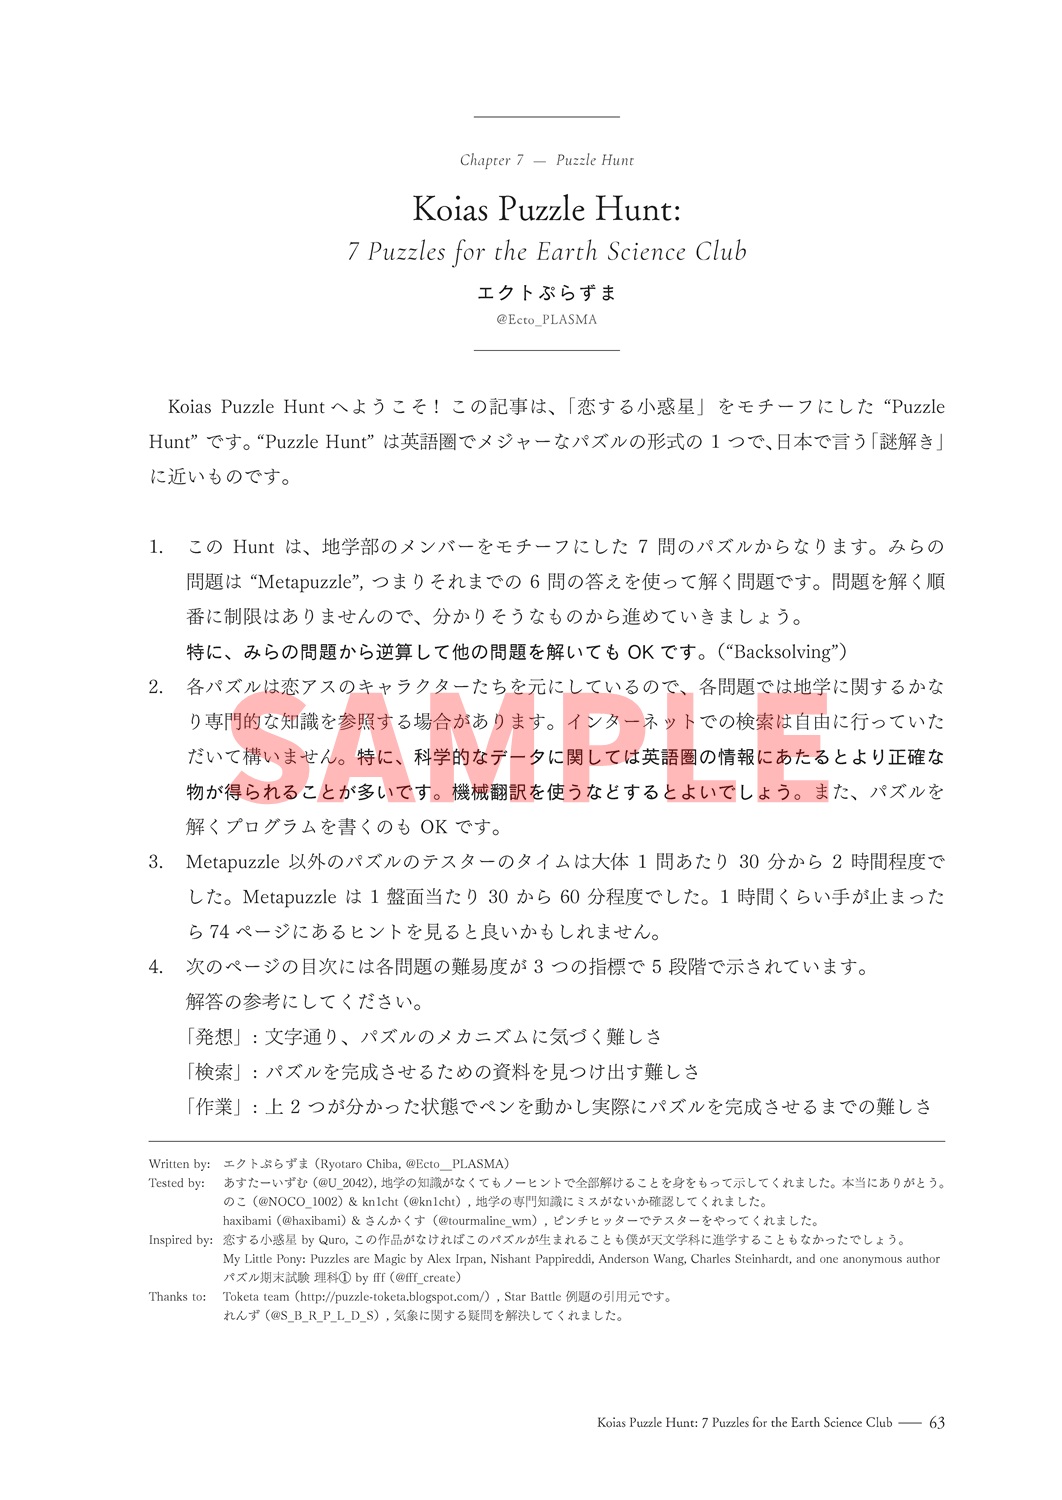 Chapter 7 — Puzzle Hunt
Koias Puzzle Hunt:
7 Puzzles for the Earth Science Club
エクトぷらずま
@Ecto_PLASMA
Koias Puzzle Hunt へようこそ！この記事は、「恋する小惑星」をモチーフにした “Puzzle
Hunt” です。“Puzzle Hunt” は英語圏でメジャーなパズルの形式の 1 つで、日本で言う「謎解き」
に近いものです。
1. この Hunt は、地学部のメンバーをモチーフにした 7 問のパズルからなります。みらの
問題は “Metapuzzle”, つまりそれまでの 6 問の答えを使って解く問題です。問題を解く順
番に制限はありませんので、分かりそうなものから進めていきましょう。
特に、みらの問題から逆算して他の問題を解いても OK です。（“Backsolving”）
2. 各パズルは恋アスのキャラクターたちを元にしているので、各問題では地学に関するかな
り専門的な知識を参照する場合があります。インターネットでの検索は自由に行っていた
だいて構いません。特に、科学的なデータに関しては英語圏の情報にあたるとより正確な
物が得られることが多いです。機械翻訳を使うなどするとよいでしょう。また、パズルを
解くプログラムを書くのも OK です。
SAMPLE
3. Metapuzzle 以外のパズルのテスターのタイムは大体 1 問あたり 30 分から 2 時間程度で
した。Metapuzzle は 1 盤面当たり 30 から 60 分程度でした。1 時間くらい手が止まった
ら 74 ページにあるヒントを見ると良いかもしれません。
4. 次のページの目次には各問題の難易度が 3 つの指標で 5 段階で示されています。
解答の参考にしてください。
「発想」: 文字通り、パズルのメカニズムに気づく難しさ
「検索」: パズルを完成させるための資料を見つけ出す難しさ
「作業」: 上 2 つが分かった状態でペンを動かし実際にパズルを完成させるまでの難しさ
Written by: エクトぷらずま（Ryotaro Chiba, @Ecto__PLASMA）
Tested by: あすたーいずむ（@U_2042）, 地学の知識がなくてもノーヒントで全部解けることを身をもって示してくれました。本当にありがとう。
のこ（@NOCO_1002）& kn1cht（@kn1cht）, 地学の専門知識にミスがないか確認してくれました。
haxibami（@haxibami）& さんかくす（@tourmaline_wm）, ピンチヒッターでテスターをやってくれました。
Inspired by: 恋する小惑星 by Quro, この作品がなければこのパズルが生まれることも僕が天文学科に進学することもなかったでしょう。
My Little Pony: Puzzles are Magic by Alex Irpan, Nishant Pappireddi, Anderson Wang, Charles Steinhardt, and one anonymous author
パズル期末試験 理科① by fff（@fff_create）
Thanks to: Toketa team（http://puzzle-toketa.blogspot.com/）, Star Battle 例題の引用元です。
れんず（@S_B_R_P_L_D_S）, 気象に関する疑問を解決してくれました。
Koias Puzzle Hunt: 7 Puzzles for the Earth Science Club — 63